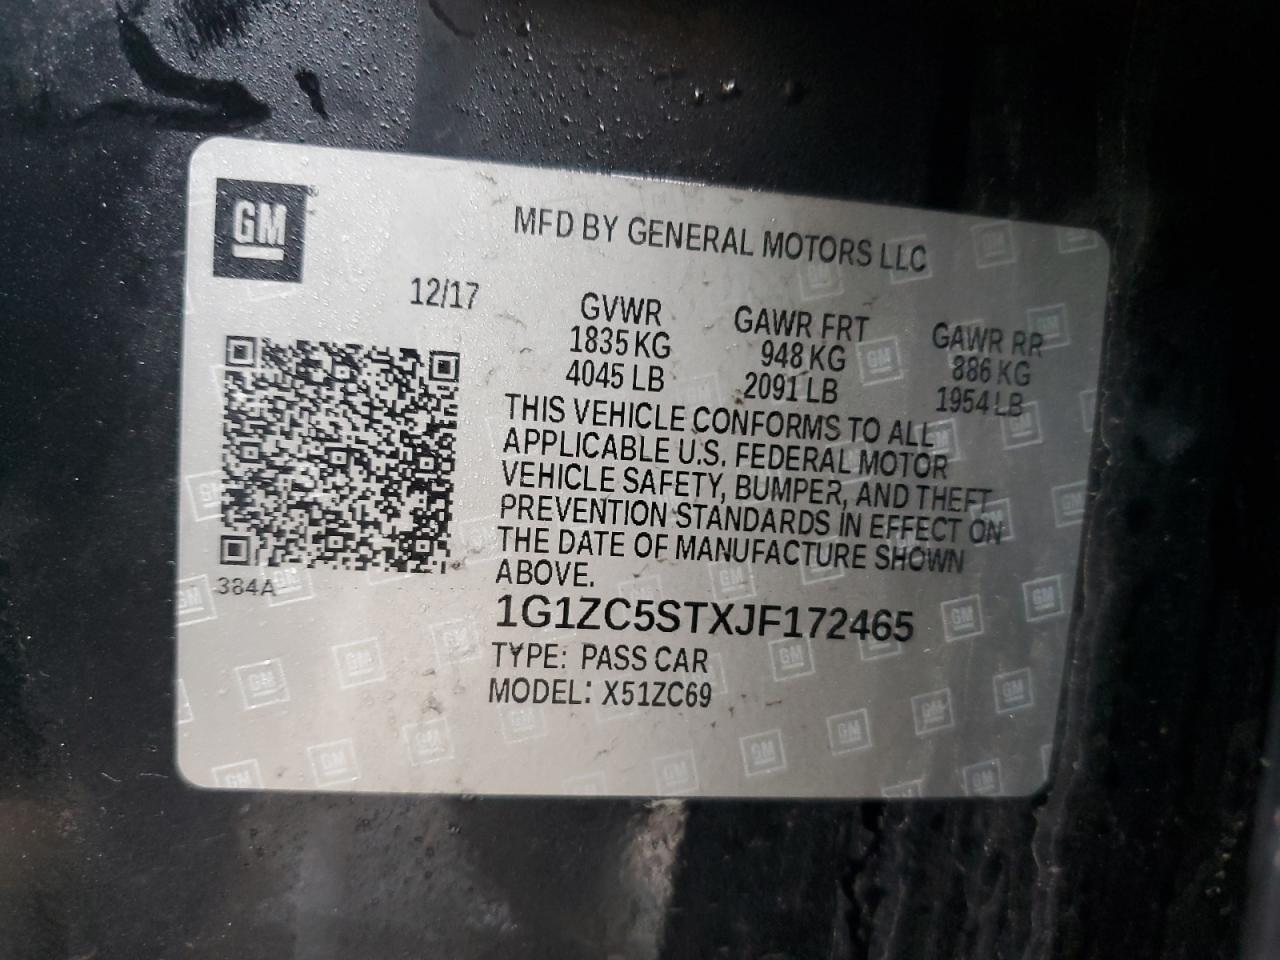 GM
MFD BY GENERAL MOTORS LLC
12/17
GVWR GAWR FRT GAWR RR
1835 KG 948 KG 886 KG
4045 LB 2091 LB 1954 LB
THIS VEHICLE CONFORMS TO ALL
APPLICABLE U.S. FEDERAL MOTOR
VEHICLE SAFETY, BUMPER, AND THEFT
PREVENTION STANDARDS IN EFFECT ON
THE DATE OF MANUFACTURE SHOWN
ABOVE.
384A
1G1ZC5STXJF172465
TYPE: PASS CAR
MODEL: X51ZC69